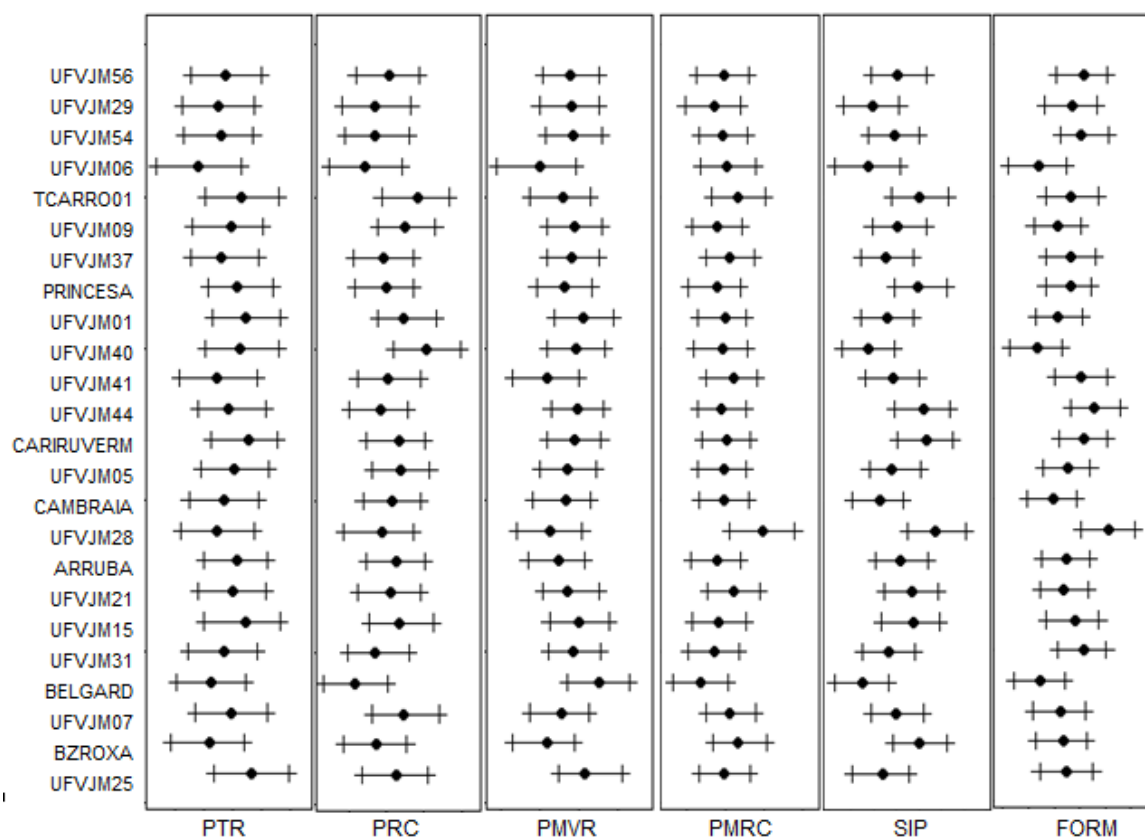 UFVJM56
UFVJM29
UFVJM54
UFVJM06
TCARRO01
UFVJM09
UFVJM37
PRINCESA
UFVJM01
UFVJM40
UFVJM41
UFVJM44
CARIRUVERM
UFVJM05
CAMBRAIA
UFVJM28
ARRUBA
UFVJM21
UFVJM15
UFVJM31
BELGARD
UFVJM07
BZROXA
UFVJM25
PTR PRC PMVR PMRC SIP FORM